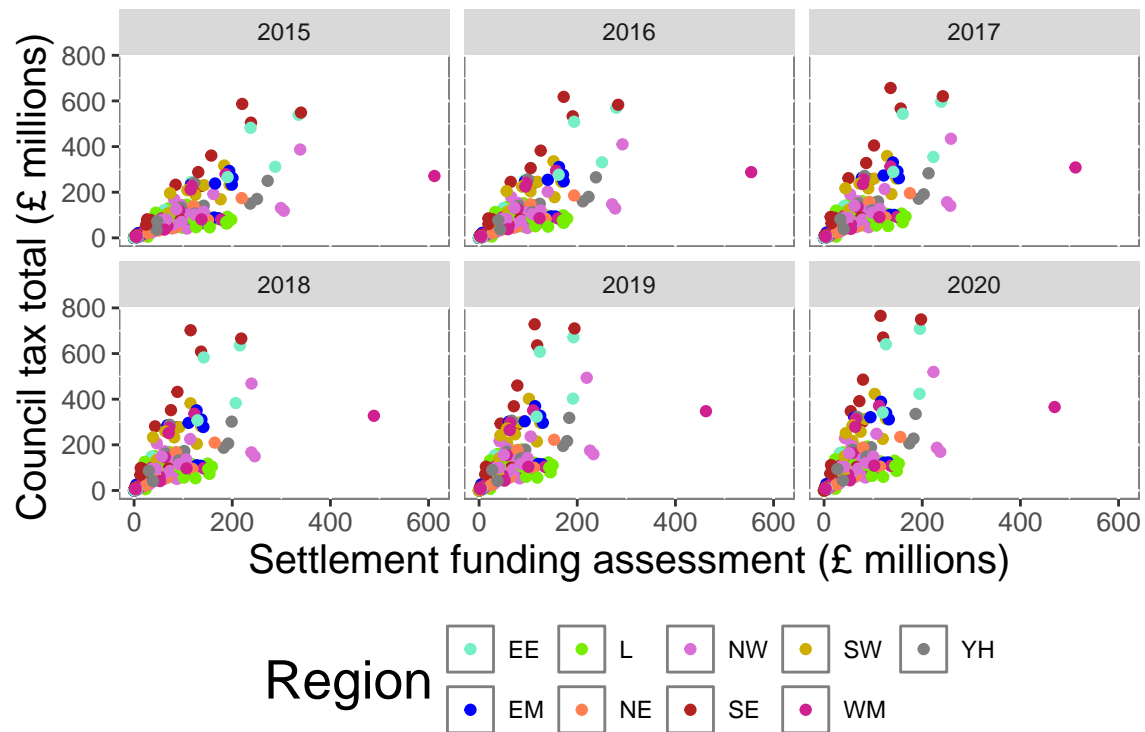 Council tax total (£ millions)
2015 2016 2017
800
600
400
200
0
2018 2019 2020
800
600
400
200
0
0 200 400 600 0 200 400 600 0 200 400 600
Settlement funding assessment (£ millions)
Region
EE L NW SW YH
EM NE SE WM